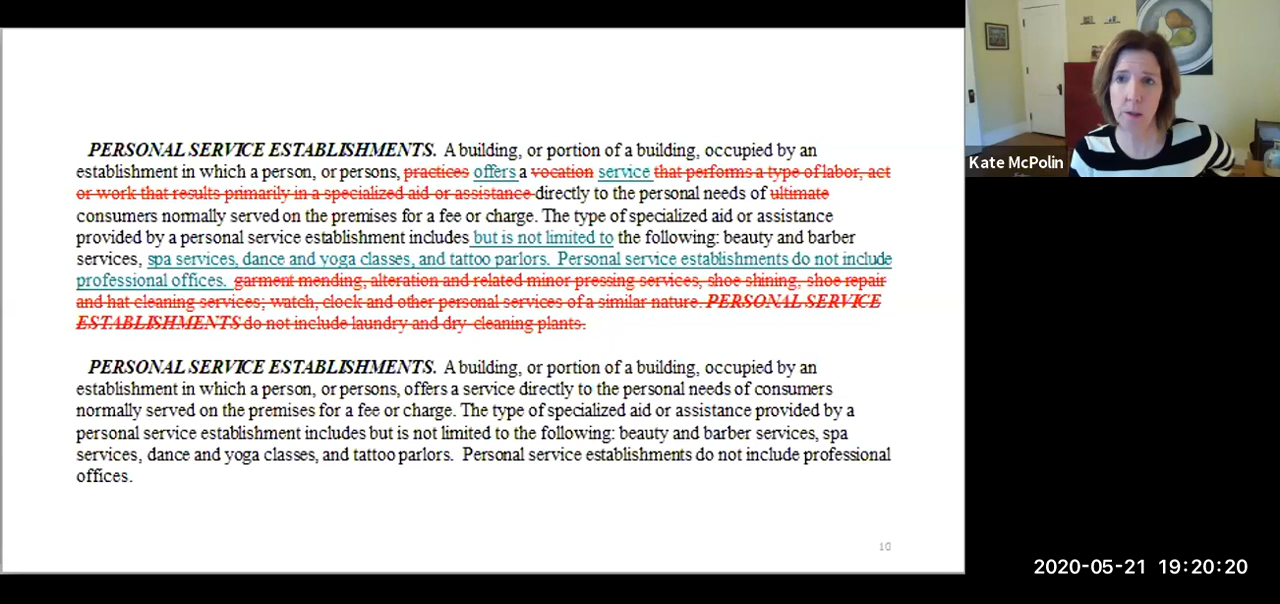 PERSONAL SERVICE ESTABLISHMENTS. A building, or portion of a building, occupied by an
establishment in which a person, or persons, practices offers a vocation service that performs a type of labor, act
or work that results primarily in a specialized aid or assistance directly to the personal needs of ultimate
consumers normally served on the premises for a fee or charge. The type of specialized aid or assistance
provided by a personal service establishment includes but is not limited to the following: beauty and barber
services, spa services, dance and yoga classes, and tattoo parlors. Personal service establishments do not include
professional offices. garment mending, alteration and related minor pressing services, shoe shining, shoe repair
and hat cleaning services; watch, clock and other personal services of a similar nature. PERSONAL SERVICE
ESTABLISHMENTS do not include laundry and dry-cleaning plants.
PERSONAL SERVICE ESTABLISHMENTS. A building, or portion of a building, occupied by an
establishment in which a person, or persons, offers a service directly to the personal needs of consumers
normally served on the premises for a fee or charge. The type of specialized aid or assistance provided by a
personal service establishment includes but is not limited to the following: beauty and barber services, spa
services, dance and yoga classes, and tattoo parlors. Personal service establishments do not include professional
offices.
10
Kate McPolin
2020-05-21 19:20:20